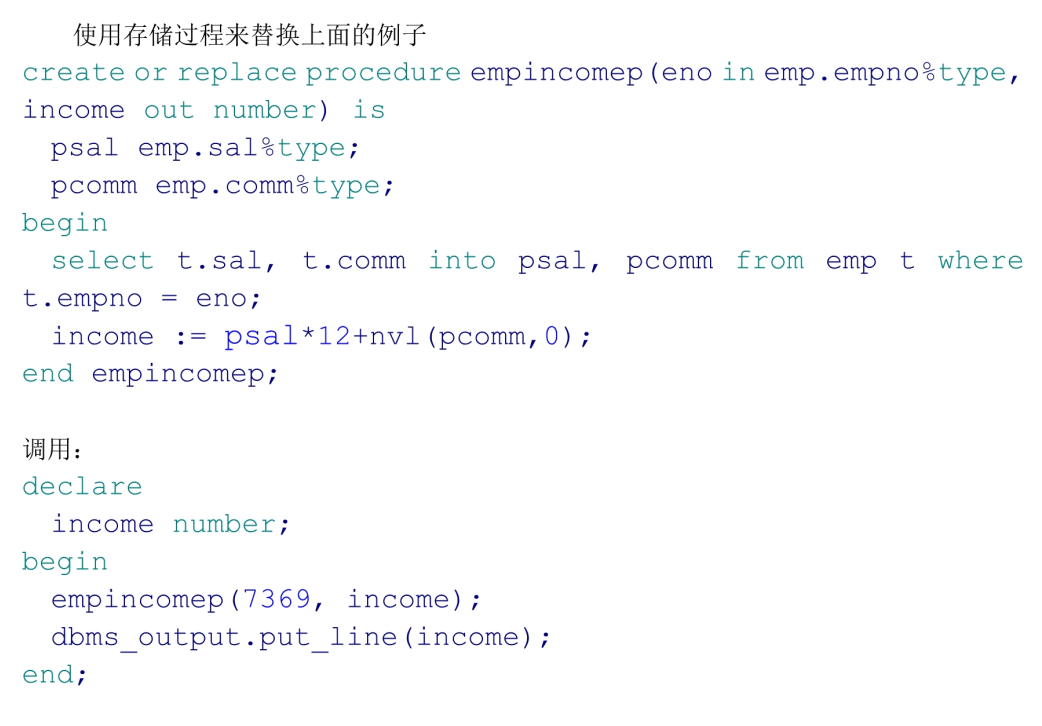 使用存储过程来替换上面的例子
create or replace procedure empincomep(eno in emp.empno%type,
income out number) is
psal emp.sal%type;
pcomm emp.comm%type;
begin
select t.sal, t.comm into psal, pcomm from emp t where
t.empno = eno;
income := psal*12+nvl(pcomm,0);
end empincomep;
调用：
declare
income number;
begin
empincomep(7369, income);
dbms_output.put_line(income);
end;